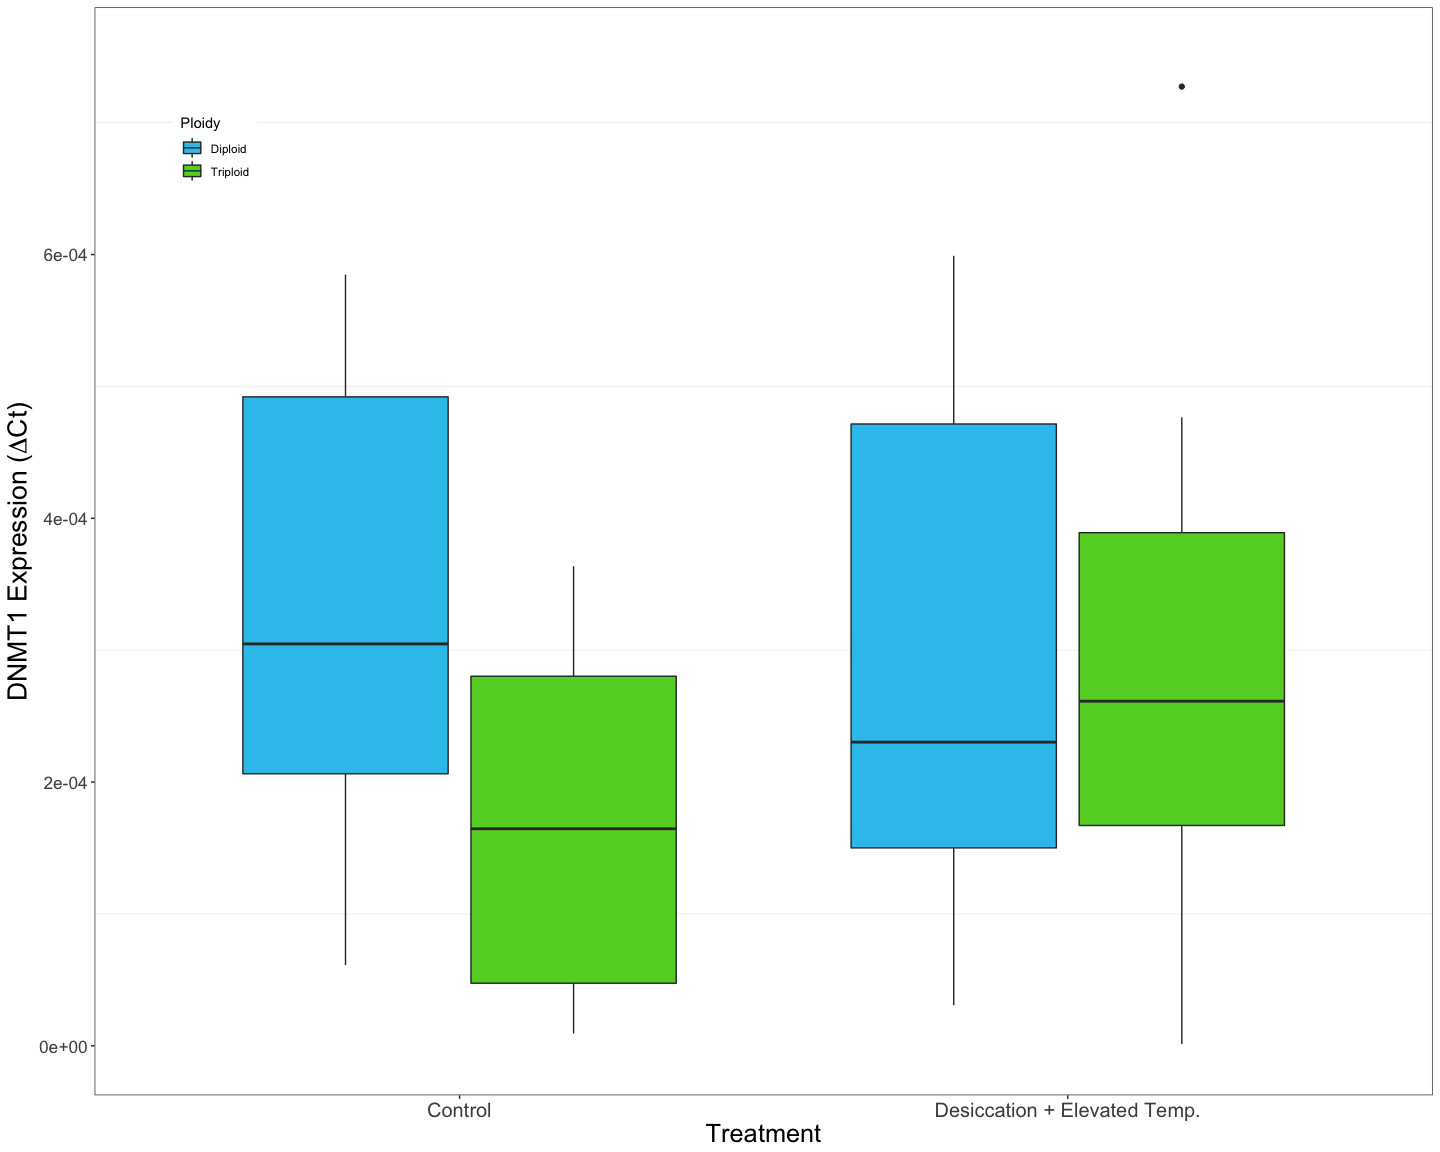 Ploidy
Diploid
Triploid
6e-04
4e-04
2e-04
0e+00
DNMT1 Expression (ΔCt)
Control
Desiccation + Elevated Temp.
Treatment